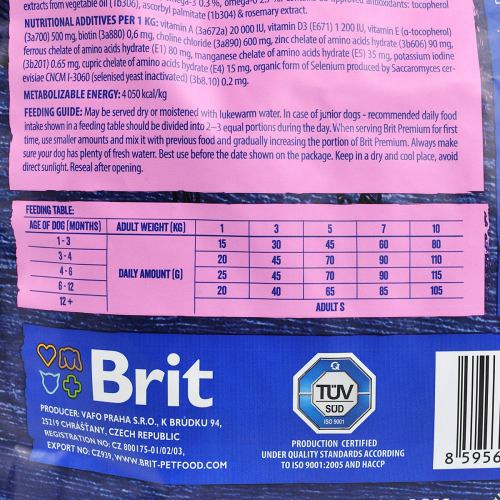 extracts from vegetable oil (1b306), ascorbyl palmitate (1b304) & rosemary extract.
NUTRITIONAL ADDITIVES PER 1 KG: vitamin A (3a672a) 20 000 IU, vitamin D3 (E671) 1 200 IU, vitamin E (α-tocopherol)
(3a700) 500 mg, biotin (3a880) 0,6 mg, choline chloride (3a890) 600 mg, zinc chelate of amino acids hydrate (3b606) 90 mg,
ferrous chelate of amino acids hydrate (E1) 80 mg, manganese chelate of amino acids hydrate (E5) 35 mg, potassium iodine
(3b201) 0.65 mg, cupric chelate of amino acids hydrate (E4) 15 mg, organic form of Selenium produced by Saccaromyces cer-
evisiae CNCM I-3060 (selenised yeast inactivated) (3b8.10) 0.2 mg.
METABOLIZABLE ENERGY: 4 050 kcal/kg
FEEDING GUIDE: May be served dry or moistened with lukewarm water. In case of junior dogs - recommended daily food
intake shown in a feeding table should be divided into 2–3 equal portions during the day. When serving Brit Premium for first
time, use smaller amounts and mix it with previous food and gradually increasing the portion of Brit Premium. Always make
sure your dog has plenty of fresh water. Best use before the date shown on the package. Keep in a dry and cool place, avoid
direct sunlight. Reseal after opening.
FEEDING TABLE:
AGE OF DOG (MONTHS) ADULT WEIGHT (KG) 1 3 5 7 10
1 - 3 15 30 45 60 80
3 - 4 20 45 70 90 110
4 - 6 DAILY AMOUNT (G) 25 45 70 90 115
6 - 12 20 40 65 85 105
12 + ADULT S
Brit
PRODUCER: VAFO PRAHA S.R.O., K BRŮDKU 94,
25219 CHRÁŠŤANY, CZECH REPUBLIC
REGISTRATION NO.: CZ 800175-01/02/03,
EXPORT NO.: CZ939, WWW.BRIT-PETFOOD.COM
TÜV
SÜD
ISO 9001
PRODUCTION CERTIFIED
UNDER QUALITY STANDARDS ACCORDING
TO ISO 9001:2005 AND HACCP
8 5956